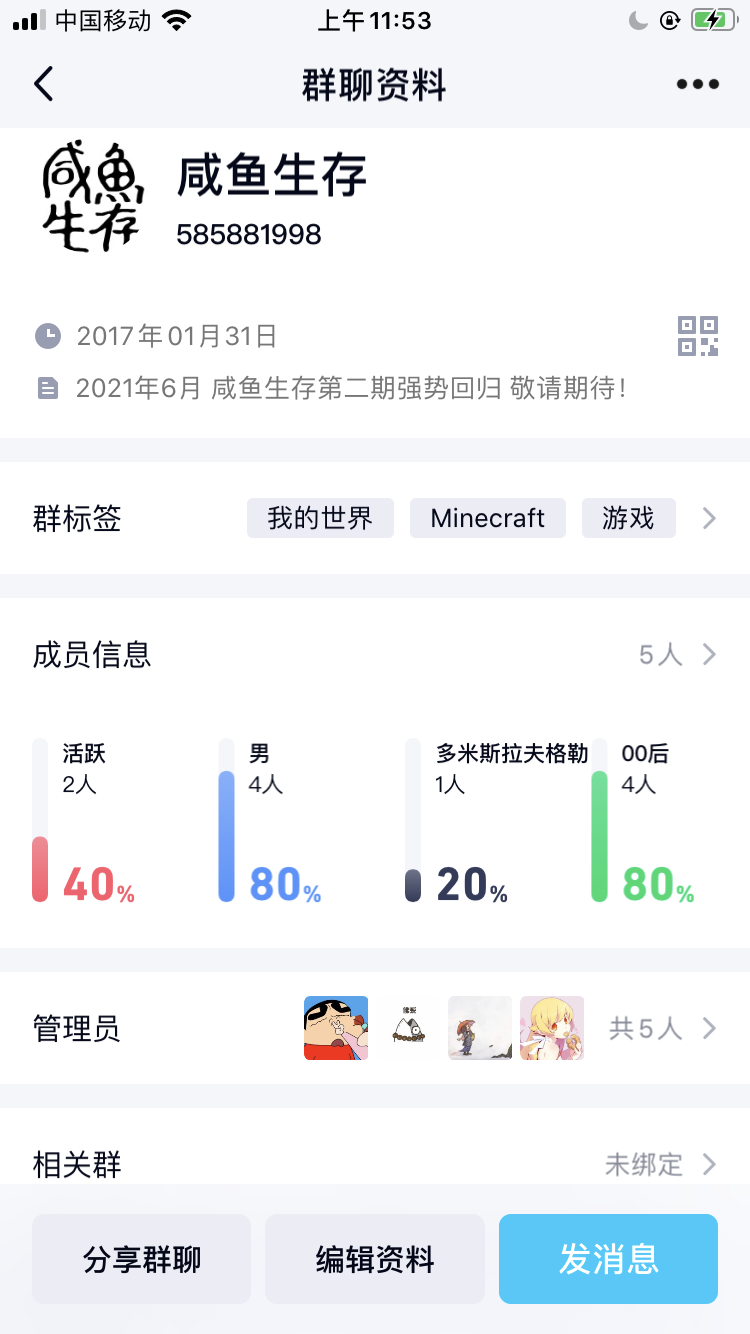 中国移动
上午11:53
群聊资料
咸魚
生存
咸鱼生存
585881998
2017年01月31日
2021年6月 咸鱼生存第二期强势回归 敬请期待！
群标签
我的世界
Minecraft
游戏
成员信息
5人
活跃
2人
40%
男
4人
80%
多米斯拉夫格勒
1人
20%
00后
4人
80%
管理员
共5人
相关群
未绑定
分享群聊
编辑资料
发消息